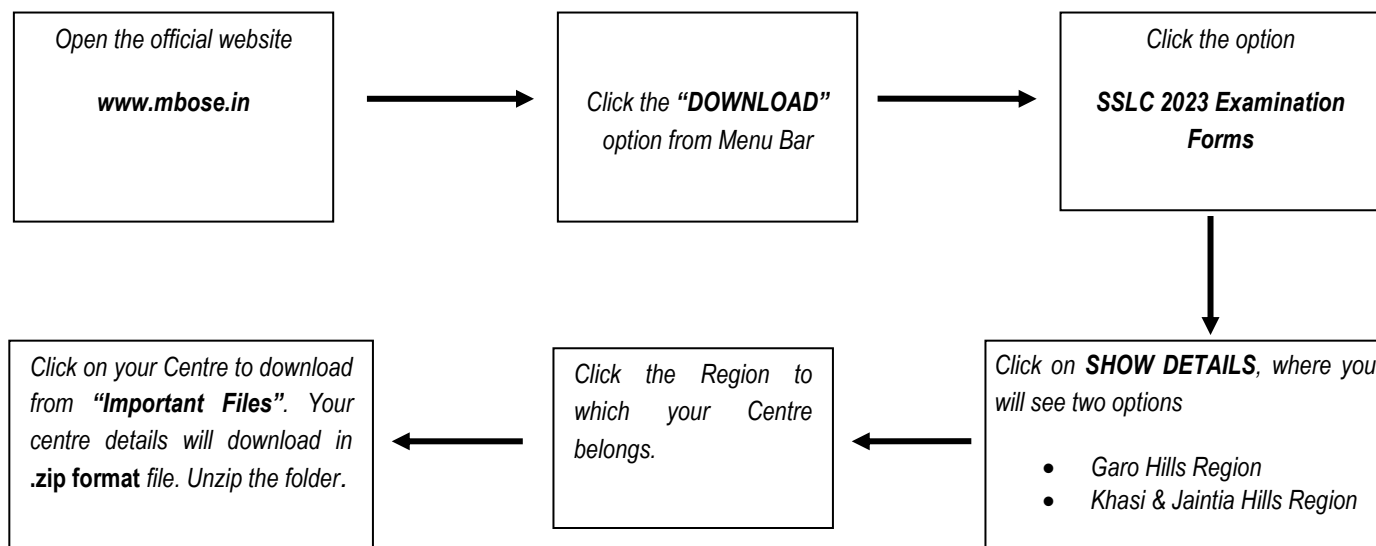 Open the official website
www.mbose.in
Click the “DOWNLOAD”
option from Menu Bar
Click the option
SSLC 2023 Examination
Forms
Click on SHOW DETAILS, where you
will see two options
• Garo Hills Region
• Khasi & Jaintia Hills Region
Click the Region to
which your Centre
belongs.
Click on your Centre to download
from “Important Files”. Your
centre details will download in
.zip format file. Unzip the folder.